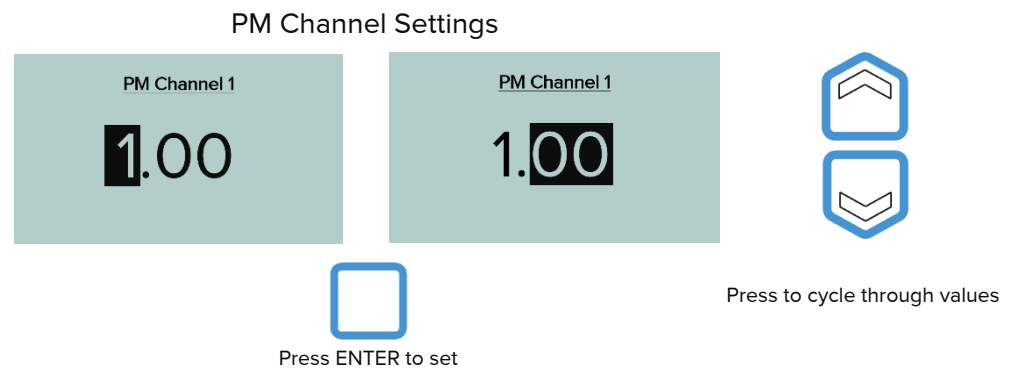 PM Channel Settings
PM Channel 1
1.00
PM Channel 1
1.00
Press to cycle through values
Press ENTER to set